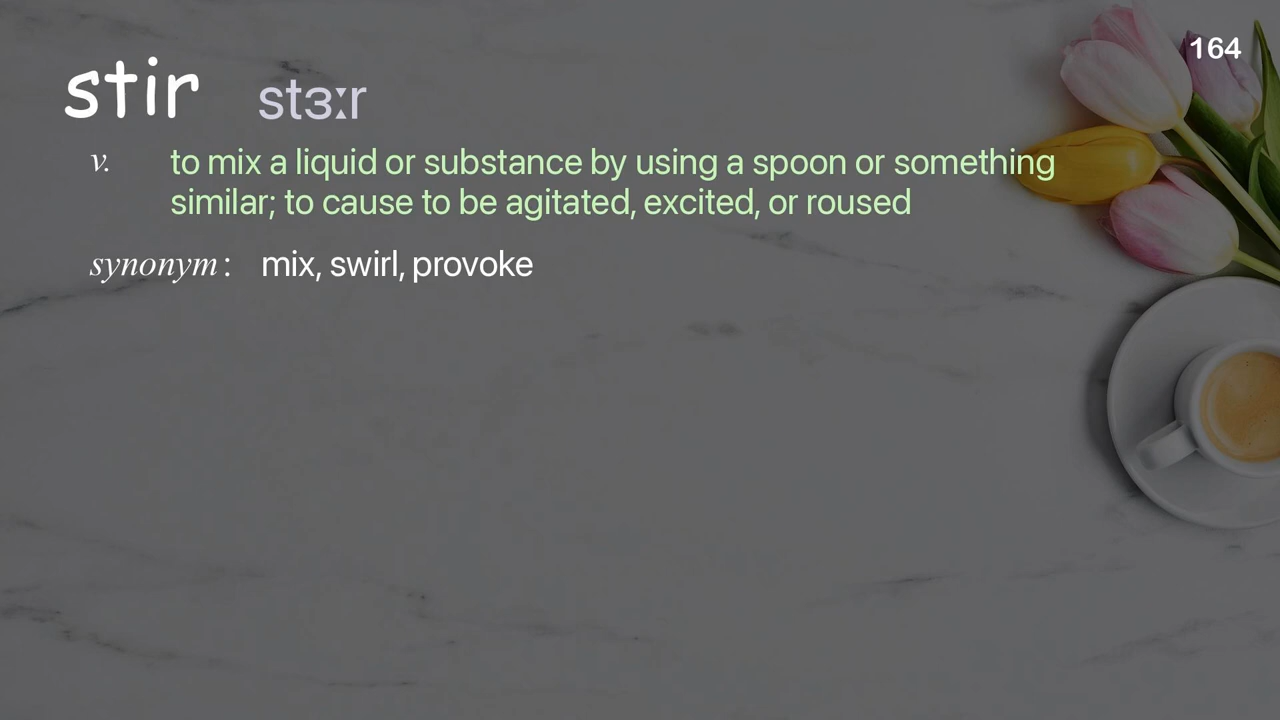 164
stir stɜːr
v. to mix a liquid or substance by using a spoon or something
similar; to cause to be agitated, excited, or roused
synonym : mix, swirl, provoke